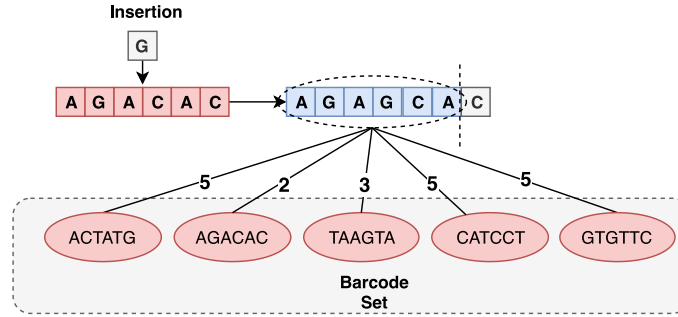 Insertion
G
A G A C A C
A G A G C A C
5 2 3 5 5
ACTATG AGACAC TAAGTA CATCCT GTGTTC
Barcode
Set